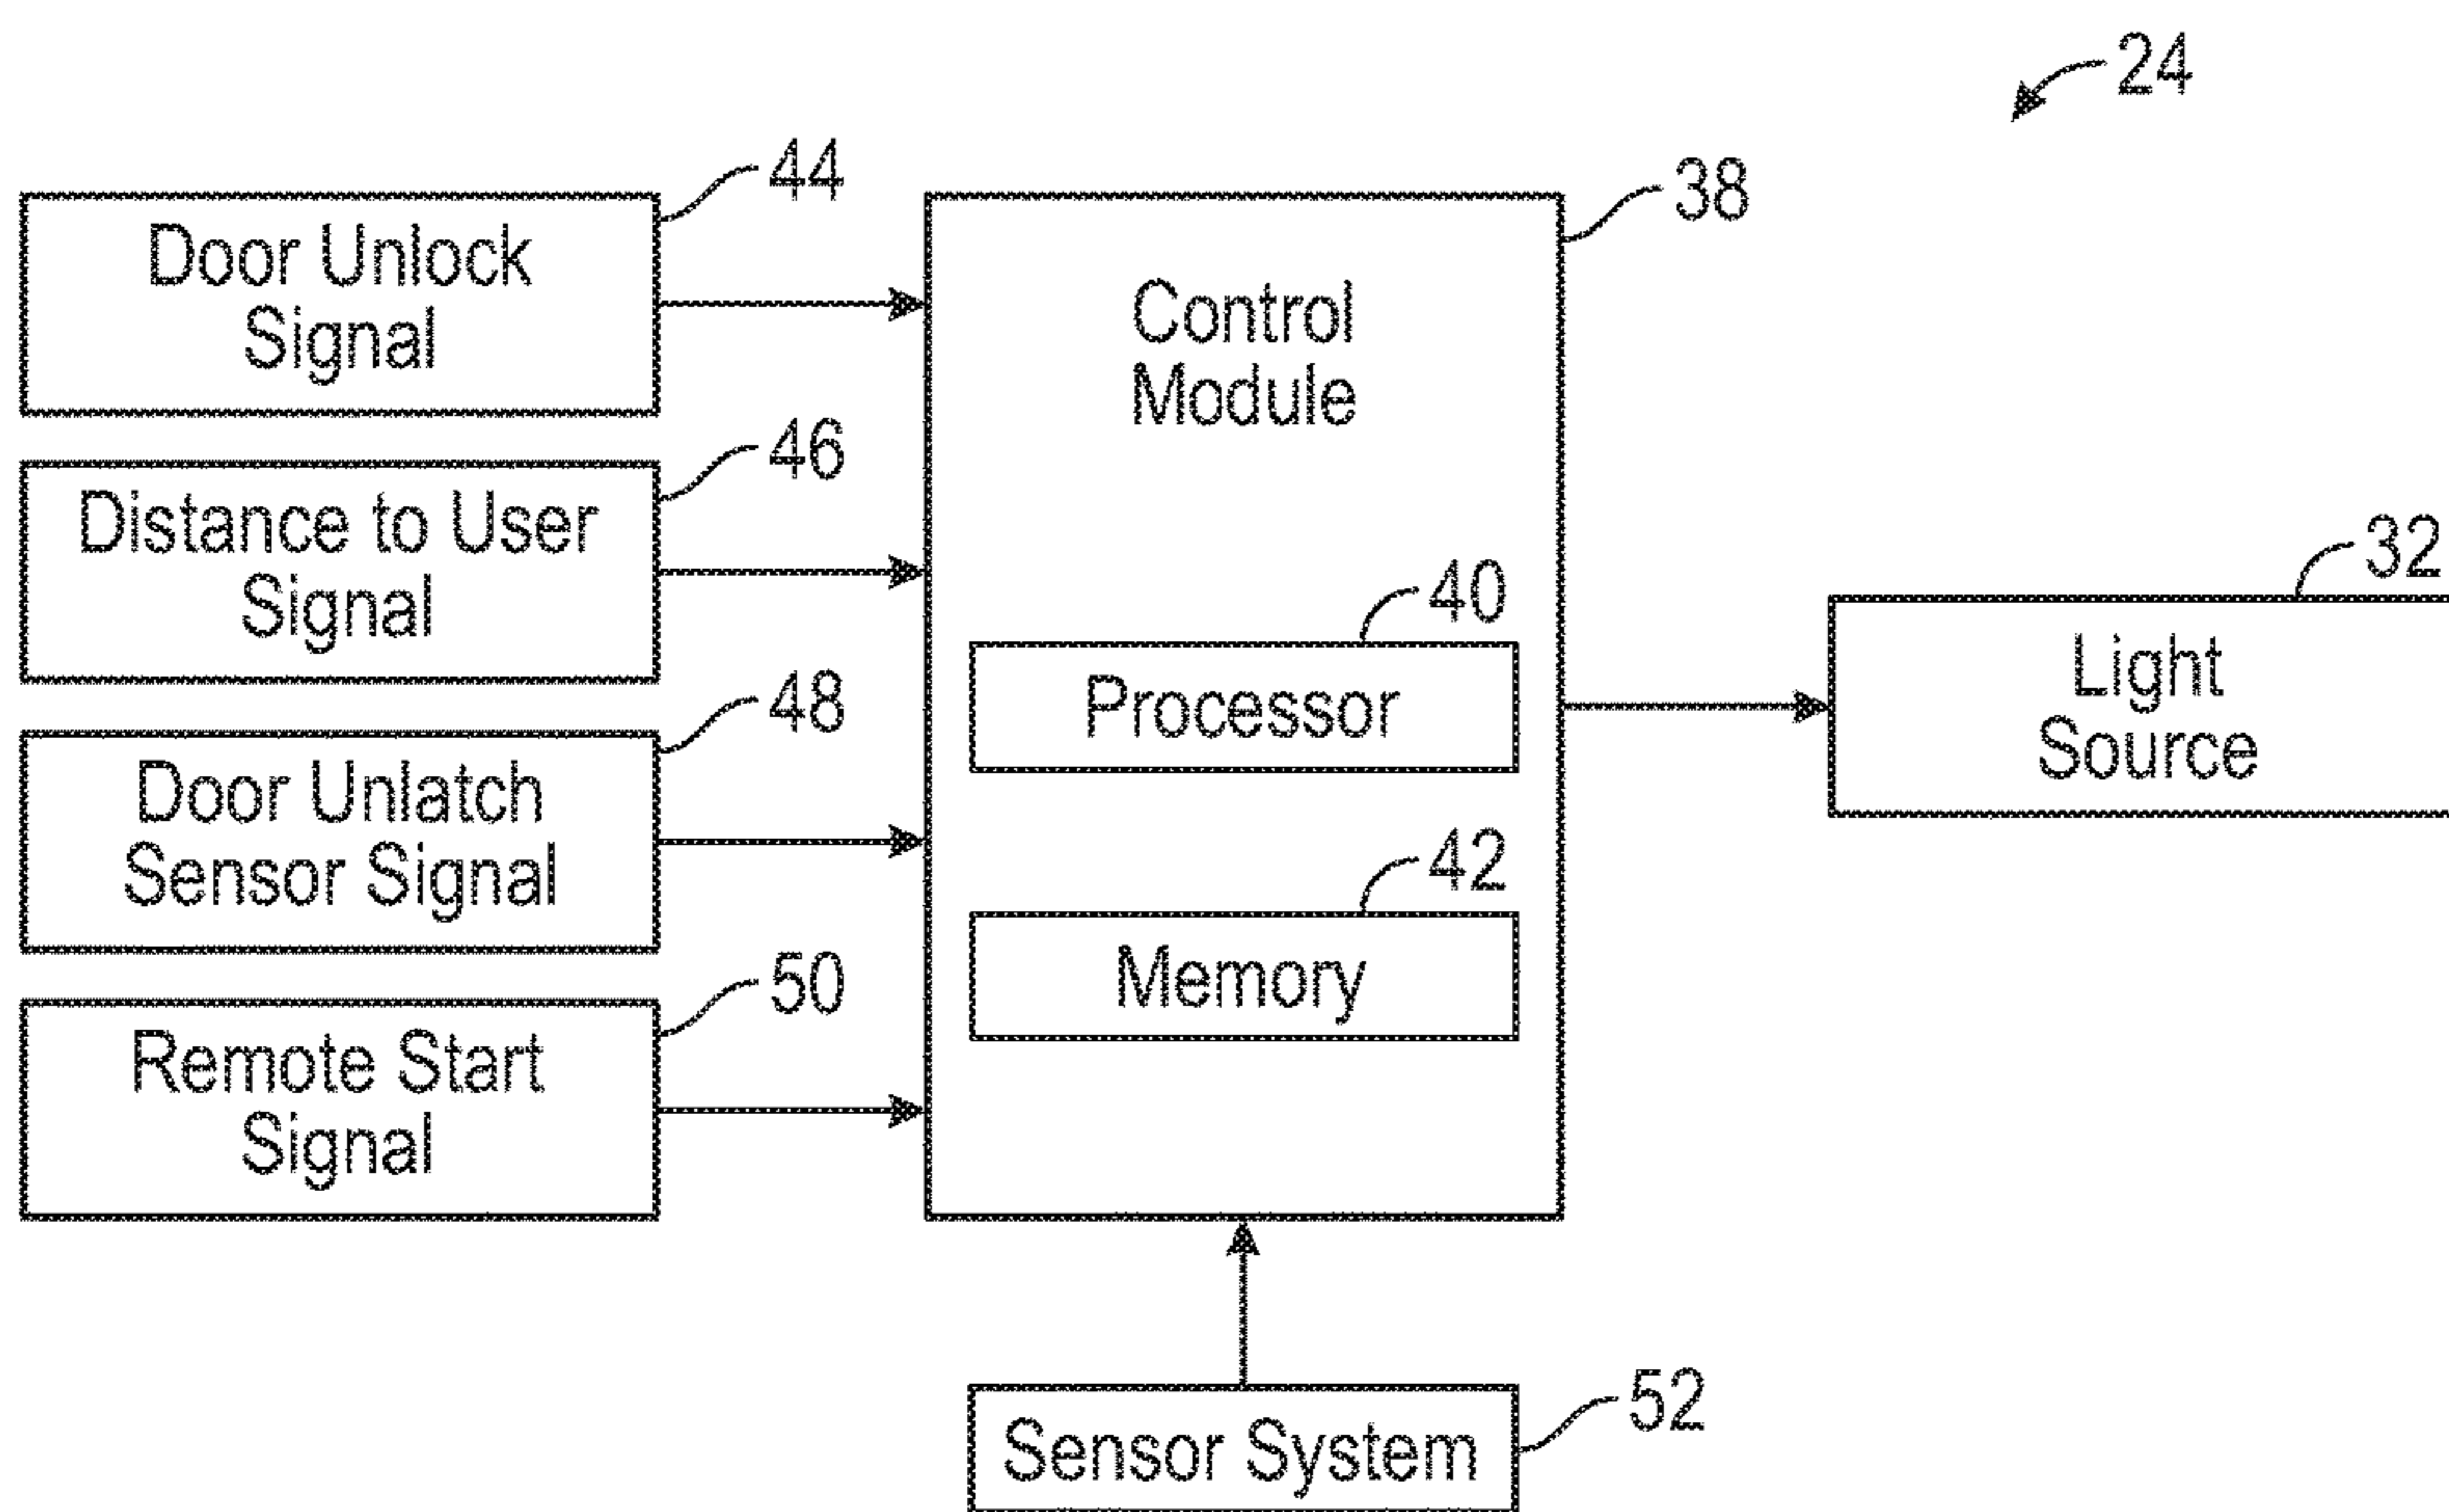 24
44
Door Unlock
Signal
46
Distance to User
Signal
48
Door Unlatch
Sensor Signal
50
Remote Start
Signal
38
Control
Module
40
Processor
42
Memory
32
Light
Source
52
Sensor System